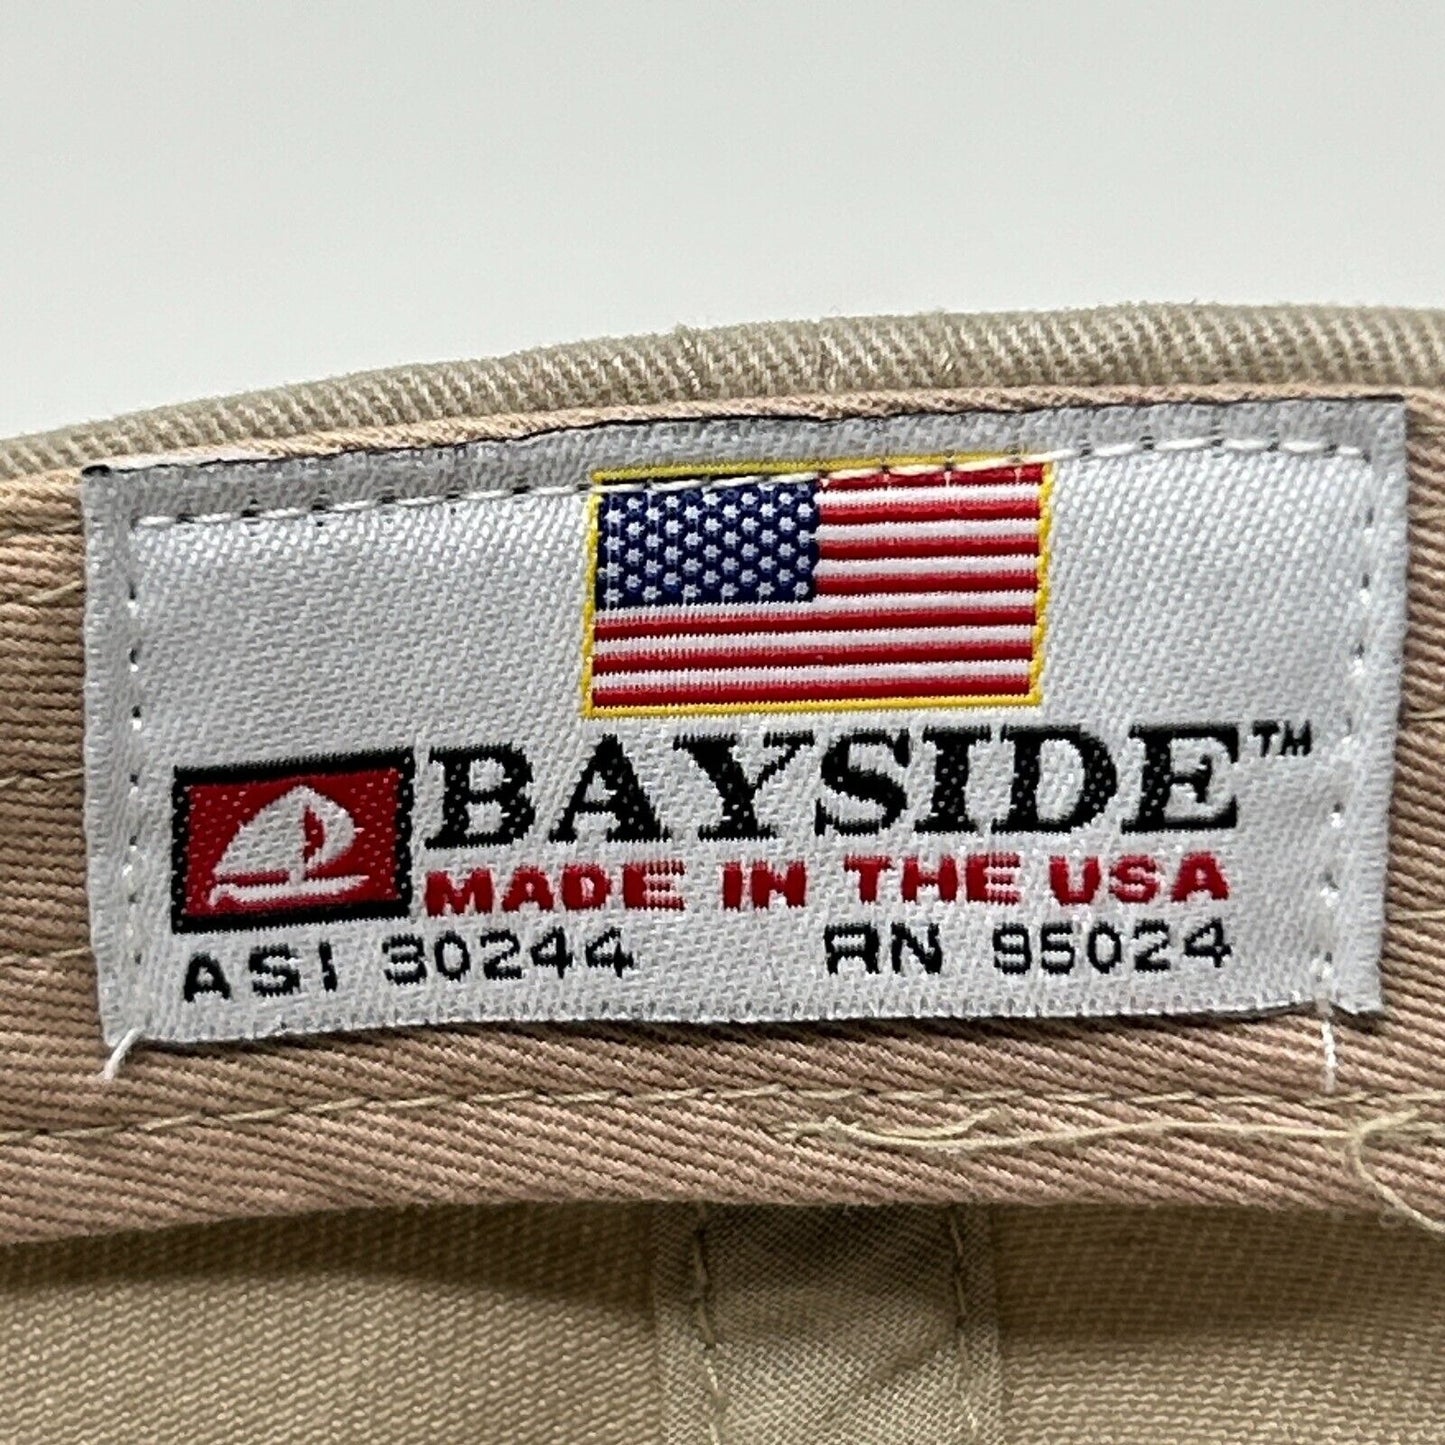 BAYSIDE™
MADE IN THE USA
ASI 30244 RN 95024